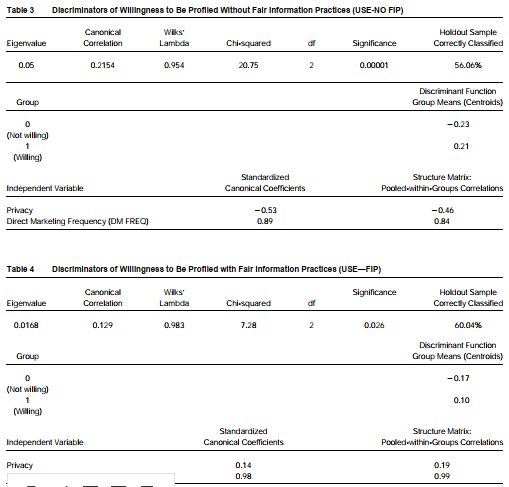 Table 3 Discriminators of Willingness to Be Profiled Without Fair Information Practices (USE-NO FIP)
Canonical Wilks' Holdout Sample
Eigenvalue Correlation Lambda Chi-squared df Significance Correctly Classified
0.05 0.2154 0.954 20.75 2 0.00001 56.06%
Discriminant Function
Group Group Means (Centroids)
0 −0.23
(Not willing)
1 0.21
(Willing)
Standardized Structure Matrix:
Independent Variable Canonical Coefficients Pooled-within-Groups Correlations
Privacy −0.53 −0.46
Direct Marketing Frequency (DM FREQ) 0.89 0.84
Table 4 Discriminators of Willingness to Be Profiled with Fair Information Practices (USE—FIP)
Canonical Wilks' Significance Holdout Sample
Eigenvalue Correlation Lambda Chi-squared df Correctly Classified
0.0168 0.129 0.983 7.28 2 0.026 60.04%
Discriminant Function
Group Group Means (Centroids)
0 −0.17
(Not willing)
1 0.10
(Willing)
Standardized Structure Matrix:
Independent Variable Canonical Coefficients Pooled-within-Groups Correlations
Privacy 0.14 0.19
0.98 0.99